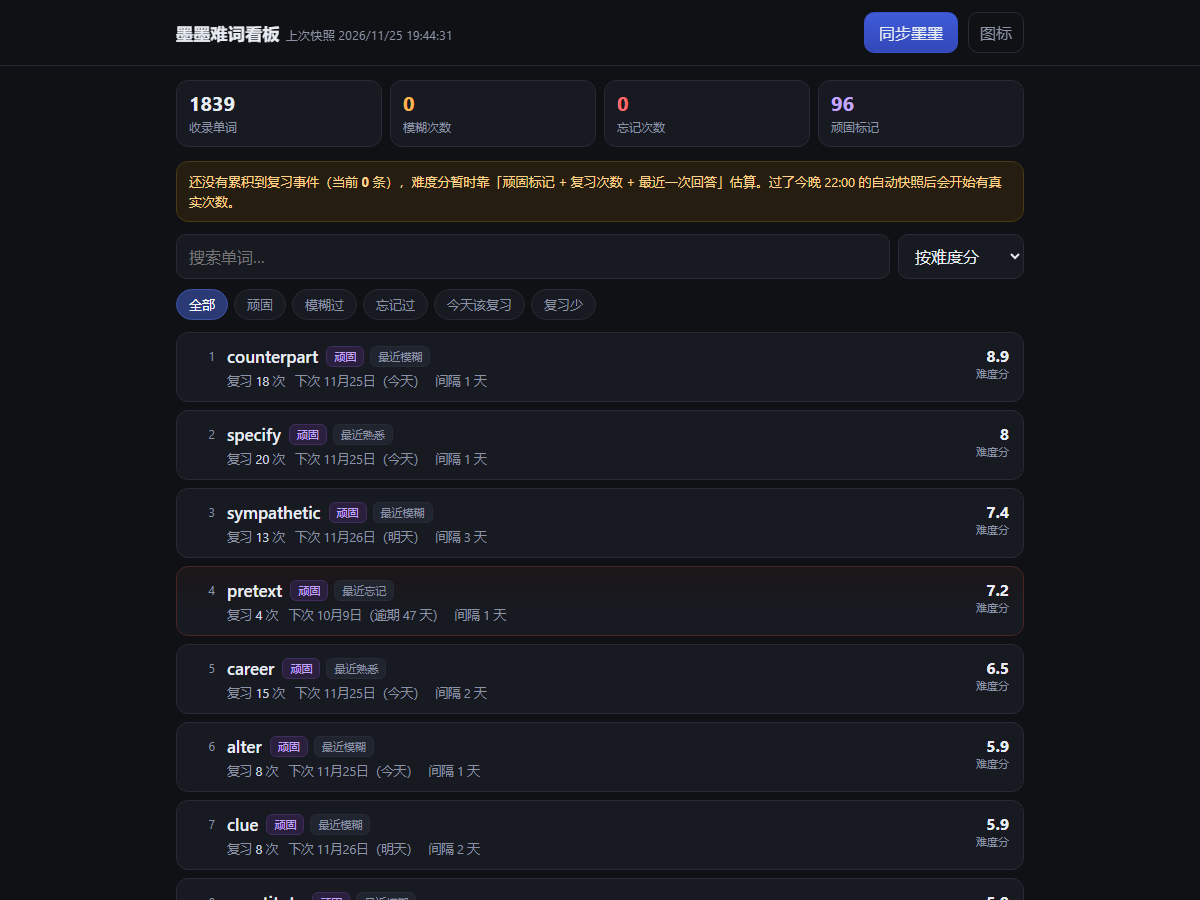 墨墨难词看板 上次快照 2026/11/25 19:44:31
同步墨墨 图标
1839
收录单词
0
模糊次数
0
忘记次数
96
顽固标记
还没有累积到复习事件（当前 0 条），难度分暂时靠「顽固标记 + 复习次数 + 最近一次回答」估算。过了今晚 22:00 的自动快照后会开始有真
实次数。
搜索单词...
按难度分
全部 顽固 模糊过 忘记过 今天该复习 复习少
1 counterpart 顽固 最近模糊 8.9
复习 18 次 下次 11月25日（今天） 间隔 1 天 难度分
2 specify 顽固 最近熟悉 8
复习 20 次 下次 11月25日（今天） 间隔 1 天 难度分
3 sympathetic 顽固 最近模糊 7.4
复习 13 次 下次 11月26日（明天） 间隔 3 天 难度分
4 pretext 顽固 最近忘记 7.2
复习 4 次 下次 10月9日（逾期 47 天） 间隔 1 天 难度分
5 career 顽固 最近熟悉 6.5
复习 15 次 下次 11月25日（今天） 间隔 2 天 难度分
6 alter 顽固 最近模糊 5.9
复习 8 次 下次 11月25日（今天） 间隔 1 天 难度分
7 clue 顽固 最近模糊 5.9
复习 8 次 下次 11月26日（明天） 间隔 2 天 难度分